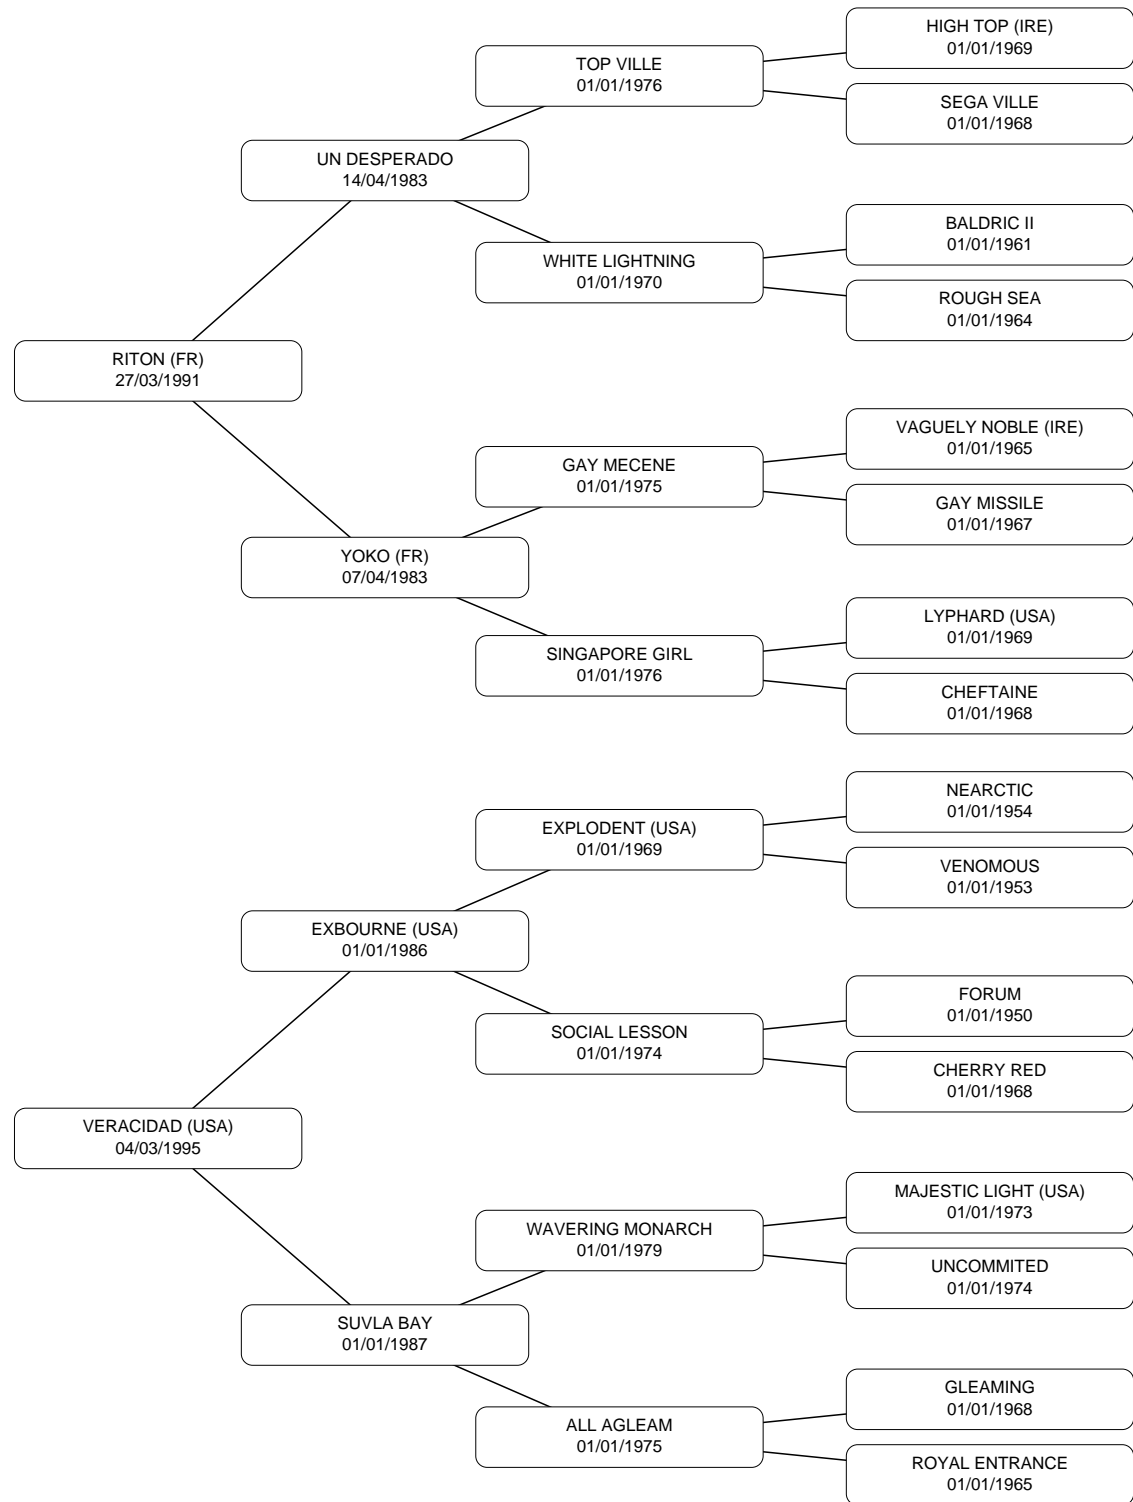 HIGH TOP (IRE)
01/01/1969
TOP VILLE
01/01/1976
SEGA VILLE
01/01/1968
UN DESPERADO
14/04/1983
BALDRIC II
01/01/1961
WHITE LIGHTNING
01/01/1970
ROUGH SEA
01/01/1964
RITON (FR)
27/03/1991
VAGUELY NOBLE (IRE)
01/01/1965
GAY MECENE
01/01/1975
GAY MISSILE
01/01/1967
YOKO (FR)
07/04/1983
LYPHARD (USA)
01/01/1969
SINGAPORE GIRL
01/01/1976
CHEFTAINE
01/01/1968
NEARCTIC
01/01/1954
EXPLODENT (USA)
01/01/1969
VENOMOUS
01/01/1953
EXBOURNE (USA)
01/01/1986
FORUM
01/01/1950
SOCIAL LESSON
01/01/1974
CHERRY RED
01/01/1968
VERACIDAD (USA)
04/03/1995
MAJESTIC LIGHT (USA)
01/01/1973
WAVERING MONARCH
01/01/1979
UNCOMMITED
01/01/1974
SUVLA BAY
01/01/1987
GLEAMING
01/01/1968
ALL AGLEAM
01/01/1975
ROYAL ENTRANCE
01/01/1965